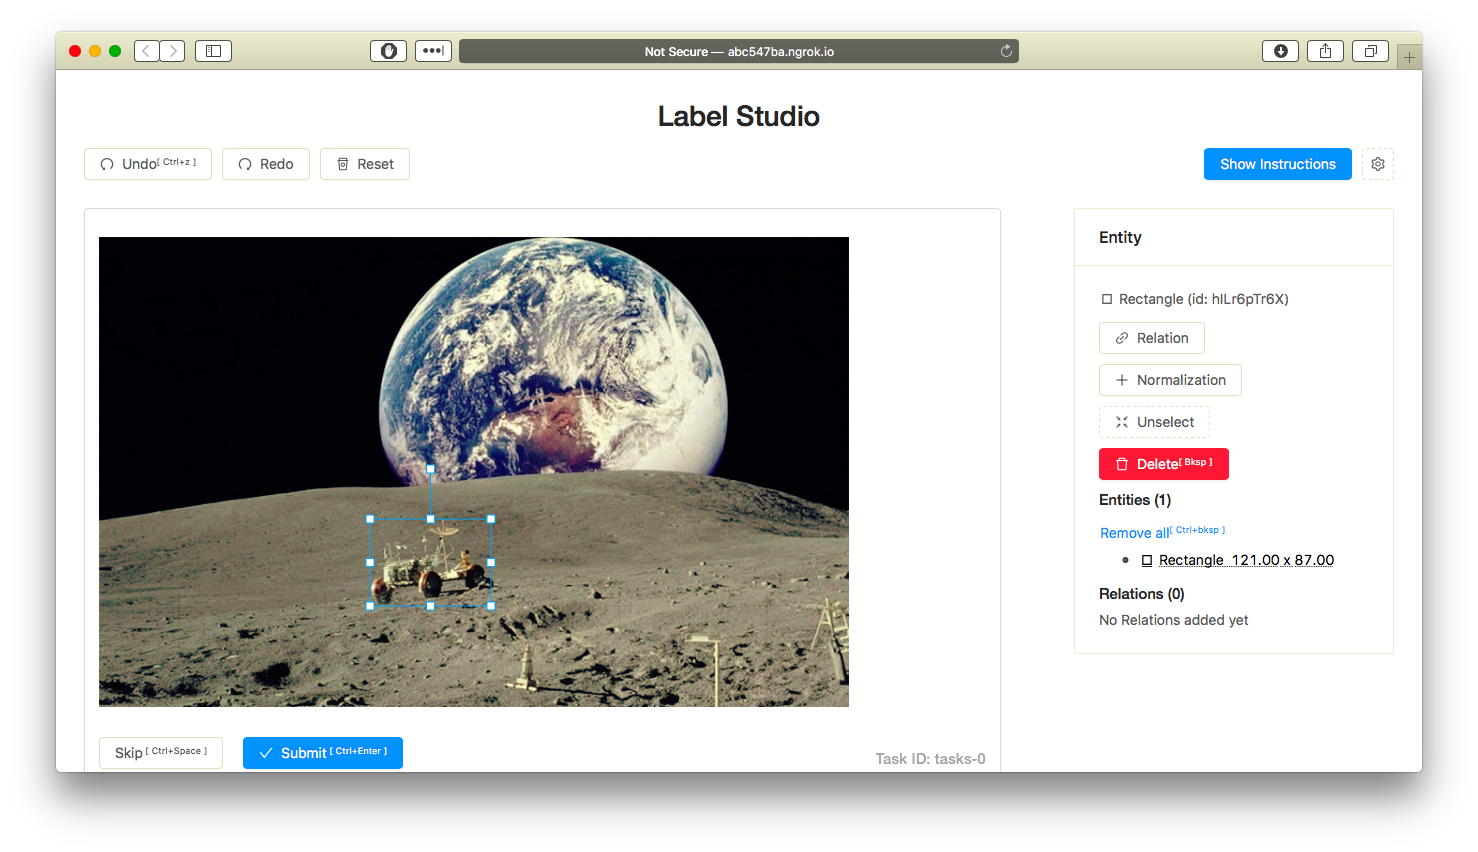 Not Secure — abc547ba.ngrok.io
Label Studio
Undo[ Ctrl+z ]
Redo
Reset
Show Instructions
Entity
Rectangle (id: hlLr6pTr6X)
Relation
Normalization
Unselect
Delete[ Bksp ]
Entities (1)
Remove all[ Ctrl+bksp ]
Rectangle 121.00 x 87.00
Relations (0)
No Relations added yet
Skip [ Ctrl+Space ]
Submit [ Ctrl+Enter ]
Task ID: tasks-0